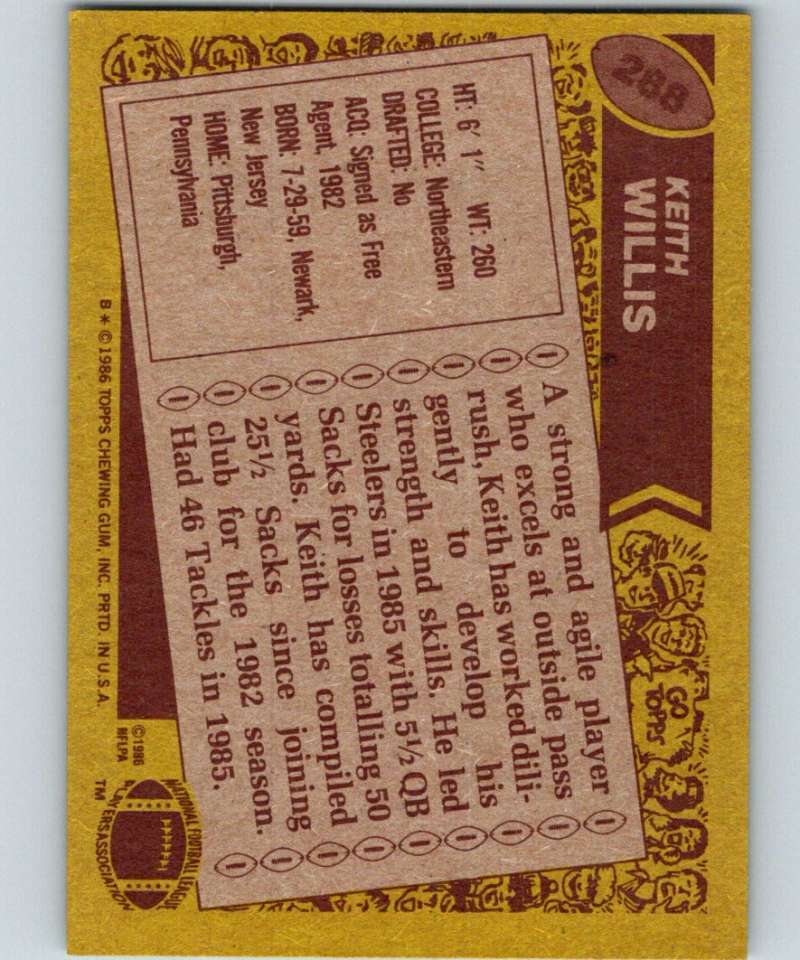 288
KEITH
WILLIS
HT: 6' 1" WT: 260
COLLEGE: Northeastern
DRAFTED: No
ACQ: Signed as Free
Agent, 1982
BORN: 7-29-59, Newark,
New Jersey
HOME: Pittsburgh,
Pennsylvania
A strong and agile player
who excels at outside pass
rush, Keith has worked dili-
gently to develop his
strength and skills. He led
Steelers in 1985 with 5½ QB
Sacks for losses totalling 50
yards. Keith has compiled
25½ Sacks since joining
club for the 1982 season.
Had 46 Tackles in 1985.
GO
TOPPS
B * ©1986 TOPPS CHEWING GUM, INC. PRTD. IN U.S.A.
©1986
NFLPA
NATIONAL FOOTBALL LEAGUE
PLAYERS ASSOCIATION
TM